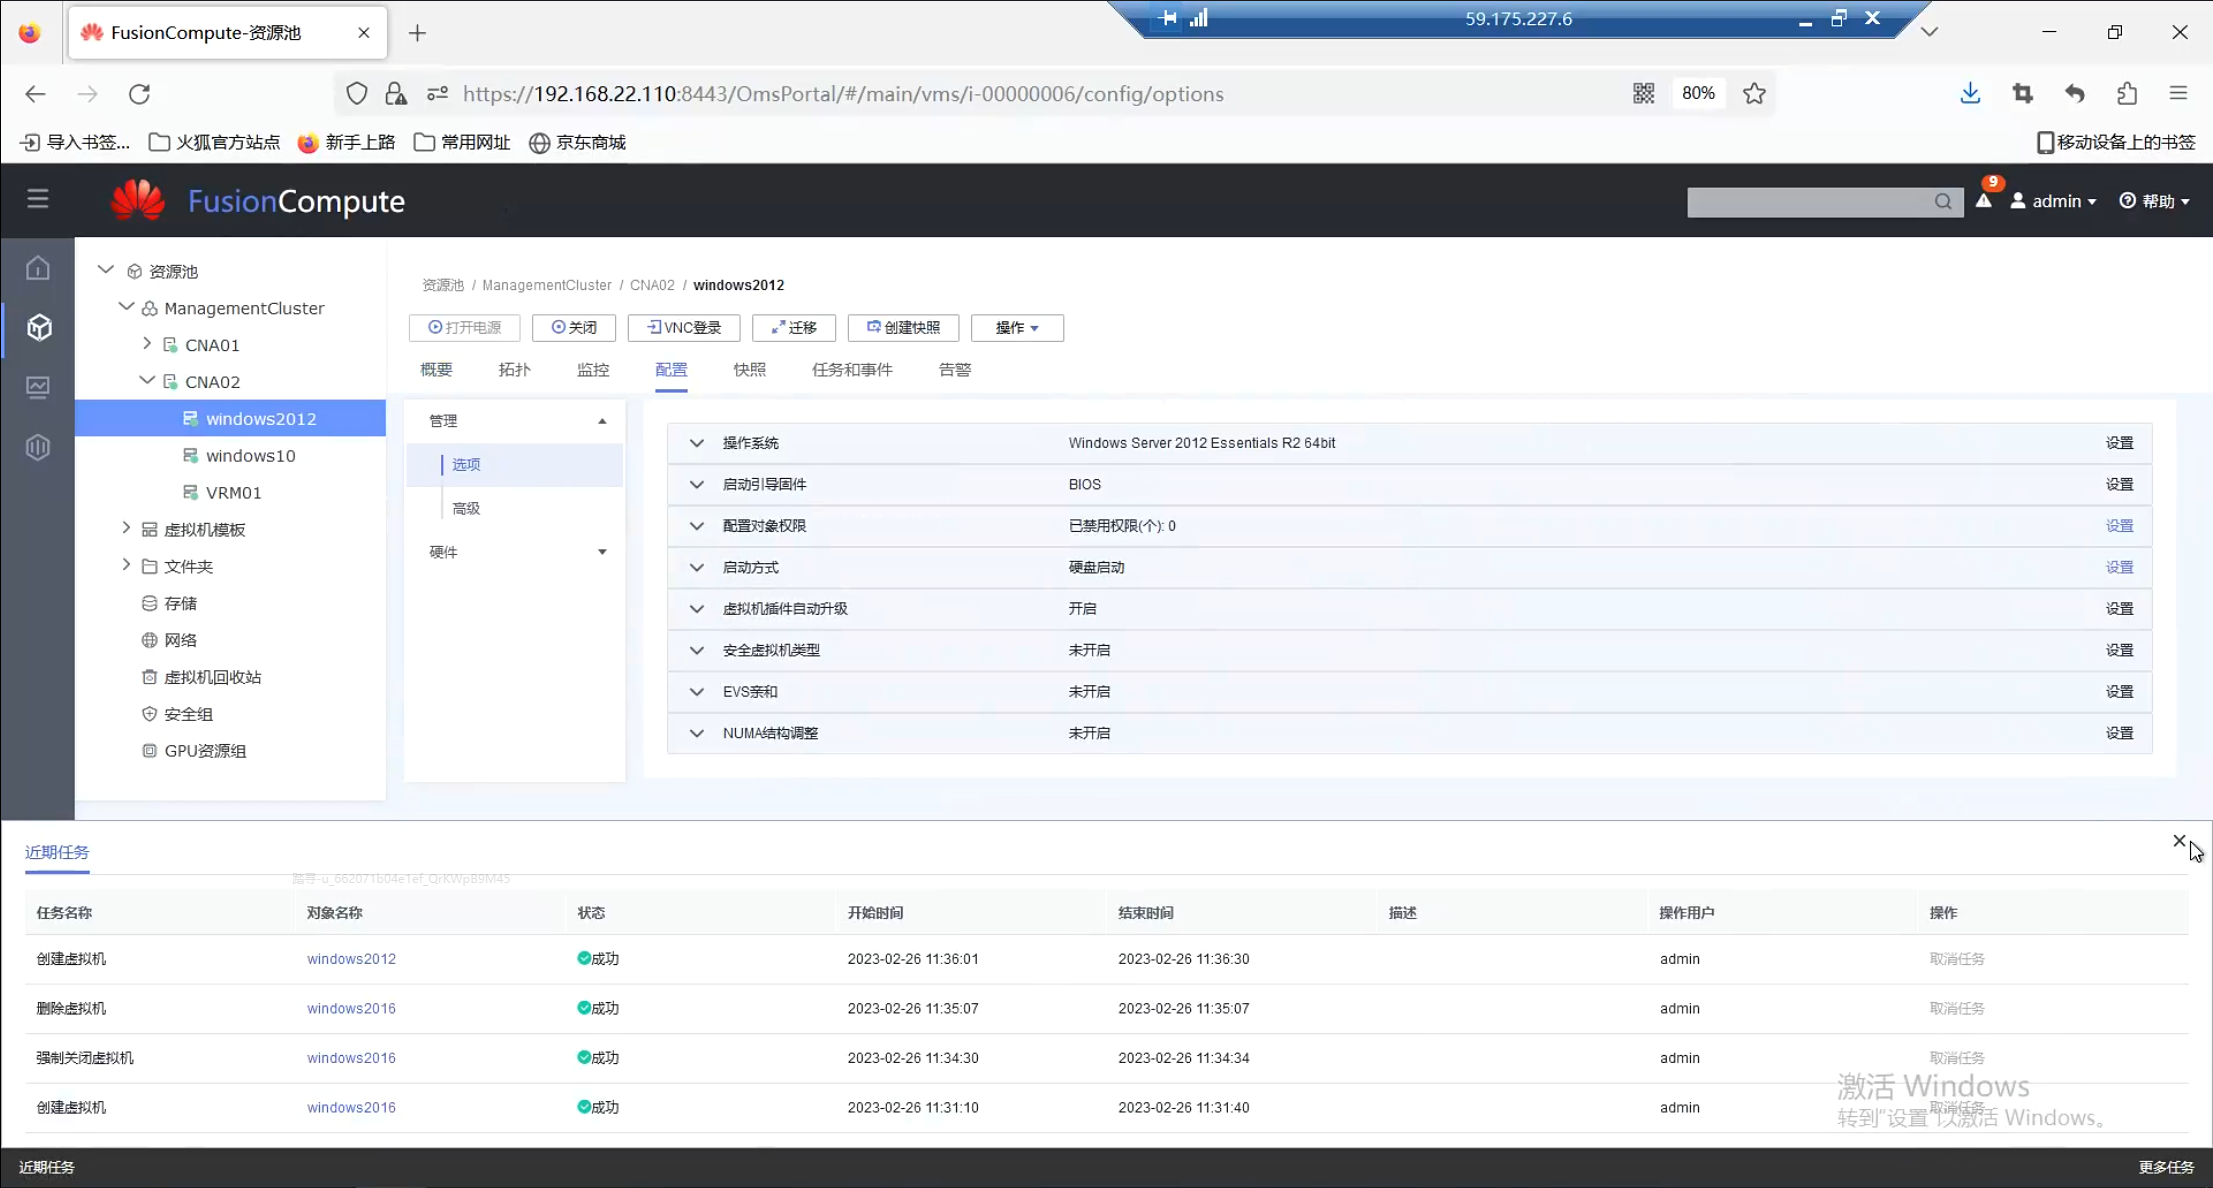 FusionCompute-资源池
59.175.227.6
https://192.168.22.110:8443/OmsPortal/#/main/vms/i-00000006/config/options
80%
导入书签...
火狐官方站点
新手上路
常用网址
京东商城
移动设备上的书签
FusionCompute
9
admin
帮助
资源池
ManagementCluster
CNA01
CNA02
windows2012
windows10
VRM01
虚拟机模板
文件夹
存储
网络
虚拟机回收站
安全组
GPU资源组
资源池 / ManagementCluster / CNA02 / windows2012
打开电源 关闭 VNC登录 迁移 创建快照 操作
概要 拓扑 监控 配置 快照 任务和事件 告警
管理
选项
高级
硬件
操作系统 Windows Server 2012 Essentials R2 64bit 设置
启动引导固件 BIOS 设置
配置对象权限 已禁用权限(个): 0 设置
启动方式 硬盘启动 设置
虚拟机插件自动升级 开启 设置
安全虚拟机类型 未开启 设置
EVS亲和 未开启 设置
NUMA结构调整 未开启 设置
近期任务
任务名称 对象名称 状态 开始时间 结束时间 描述 操作用户 操作
创建虚拟机 windows2012 成功 2023-02-26 11:36:01 2023-02-26 11:36:30 admin 取消任务
删除虚拟机 windows2016 成功 2023-02-26 11:35:07 2023-02-26 11:35:07 admin 取消任务
强制关闭虚拟机 windows2016 成功 2023-02-26 11:34:30 2023-02-26 11:34:34 admin 取消任务
创建虚拟机 windows2016 成功 2023-02-26 11:31:10 2023-02-26 11:31:40 admin 取消任务
激活 Windows
转到"设置"以激活 Windows。
近期任务
更多任务